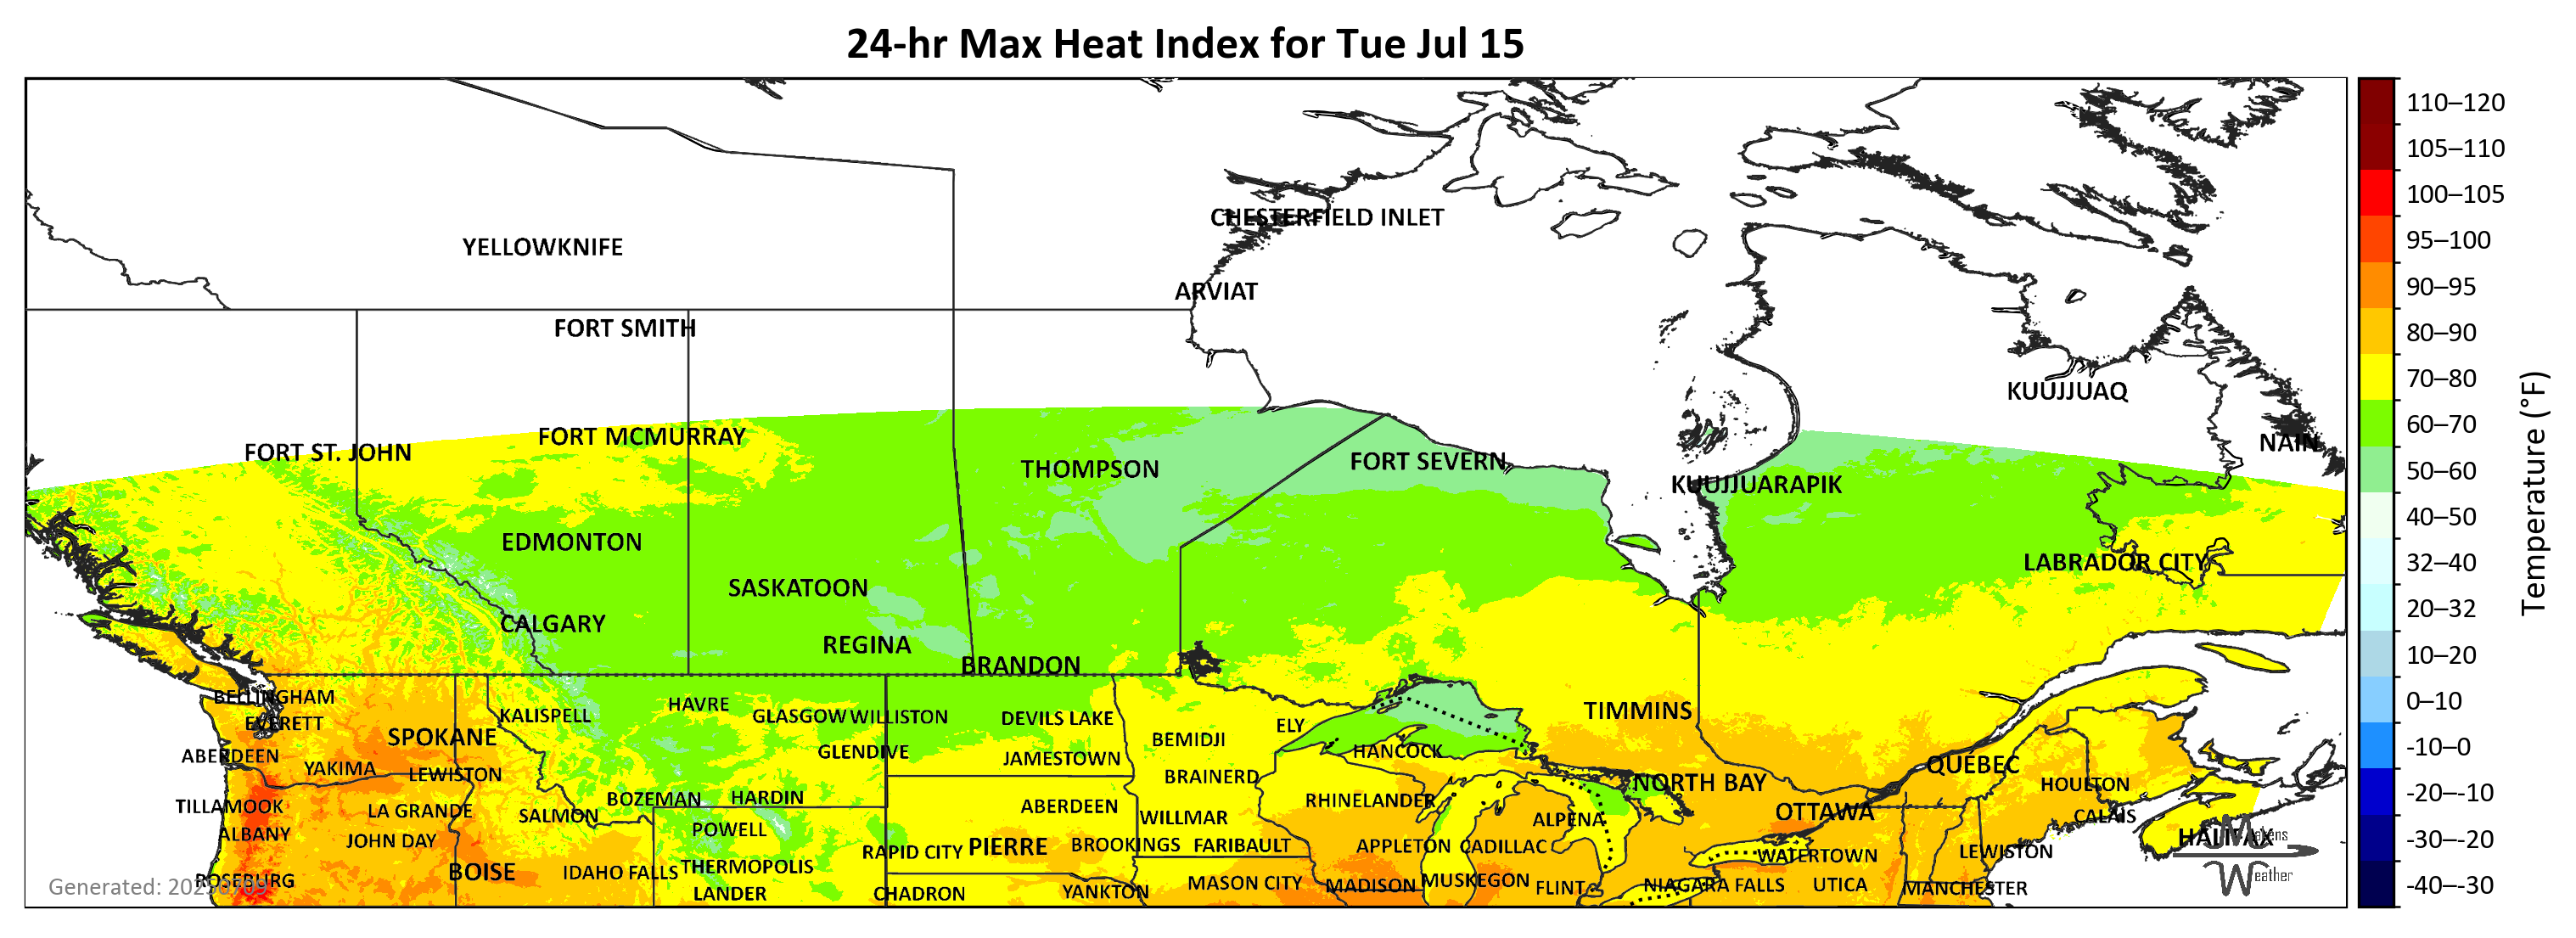 24-hr Max Heat Index for Tue Jul 15
110–120
105–110
100–105
95–100
90–95
80–90
70–80
60–70
50–60
40–50
32–40
20–32
10–20
0–10
-10–0
-20–-10
-30–-20
-40–-30
Temperature (°F)
CHESTERFIELD INLET
YELLOWKNIFE
ARVIAT
FORT SMITH
KUUJJUAQ
FORT MCMURRAY
NAIN
FORT ST. JOHN
FORT SEVERN
THOMPSON
KUUJJUARAPIK
EDMONTON
LABRADOR CITY
SASKATOON
CALGARY
REGINA
BRANDON
BELLINGHAM
HAVRE
TIMMINS
KALISPELL
GLASGOW
WILLISTON
DEVILS LAKE
EVERETT
ELY
SPOKANE
BEMIDJI
HANCOCK
GLENDIVE
ABERDEEN
JAMESTOWN
QUÉBEC
YAKIMA
LEWISTON
BRAINERD
NORTH BAY
HOULTON
BOZEMAN
HARDIN
RHINELANDER
TILLAMOOK
ABERDEEN
LA GRANDE
OTTAWA
SALMON
CALAIS
WILLMAR
ALPENA
POWELL
ALBANY
HALIFAX
Makens
JOHN DAY
BROOKINGS
FARIBAULT
APPLETON
CADILLAC
PIERRE
RAPID CITY
LEWISTON
WATERTOWN
THERMOPOLIS
BOISE
IDAHO FALLS
Weather
ROSEBURG
MUSKEGON
MASON CITY
MADISON
NIAGARA FALLS
UTICA
FLINT
MANCHESTER
YANKTON
LANDER
CHADRON